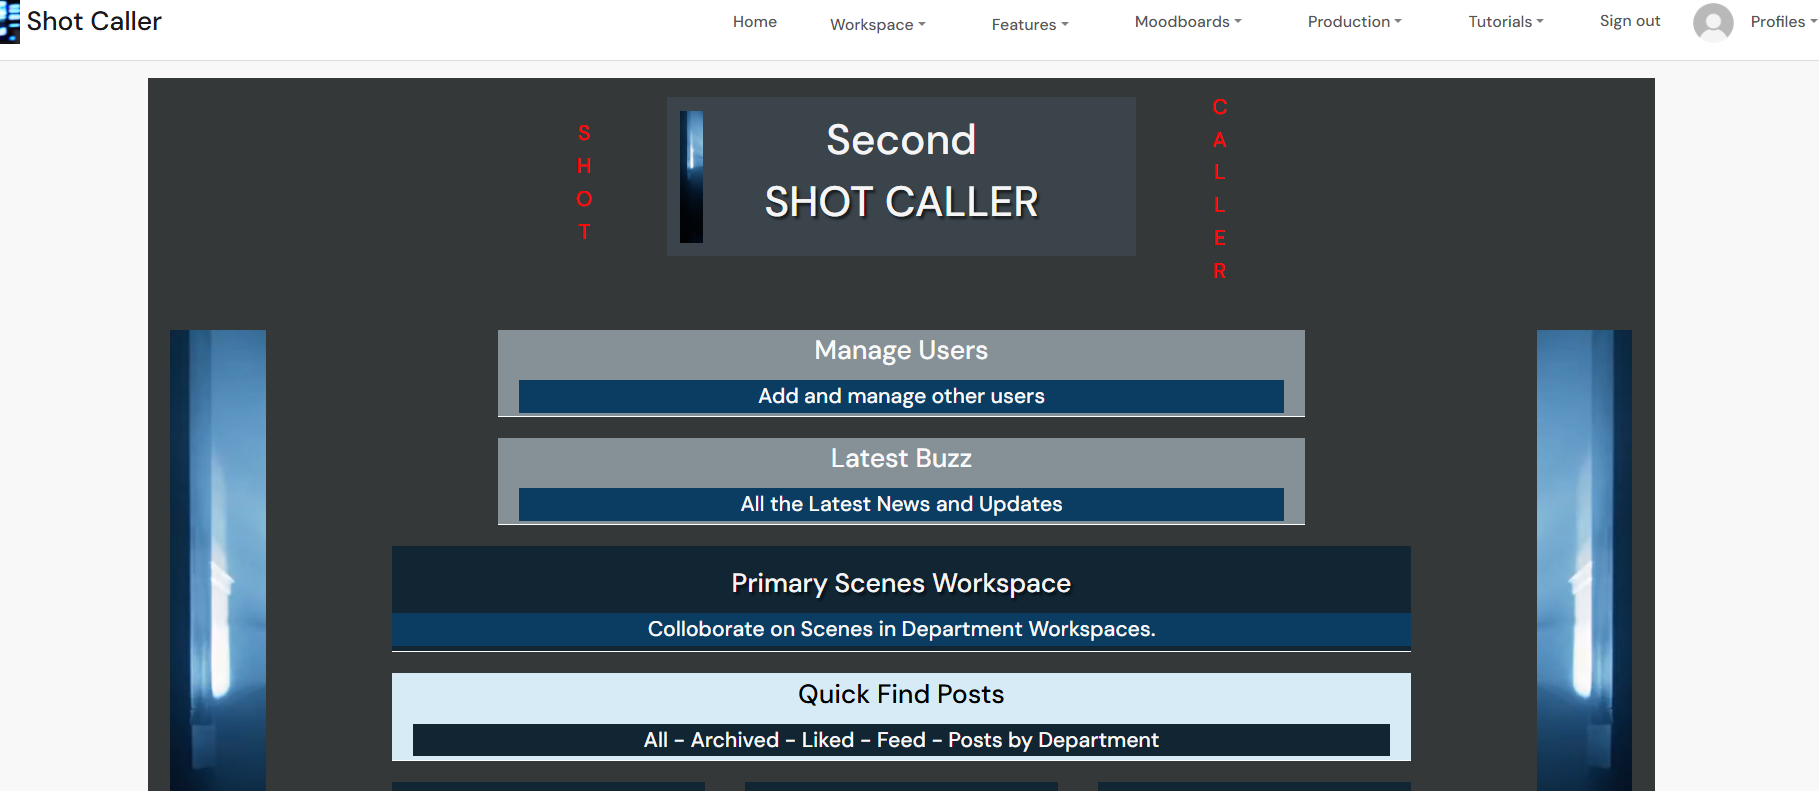 Shot Caller
Home Workspace Features Moodboards Production Tutorials Sign out Profiles
SHOT
Second
SHOT CALLER
CALLER
Manage Users
Add and manage other users
Latest Buzz
All the Latest News and Updates
Primary Scenes Workspace
Colloborate on Scenes in Department Workspaces.
Quick Find Posts
All - Archived - Liked - Feed - Posts by Department